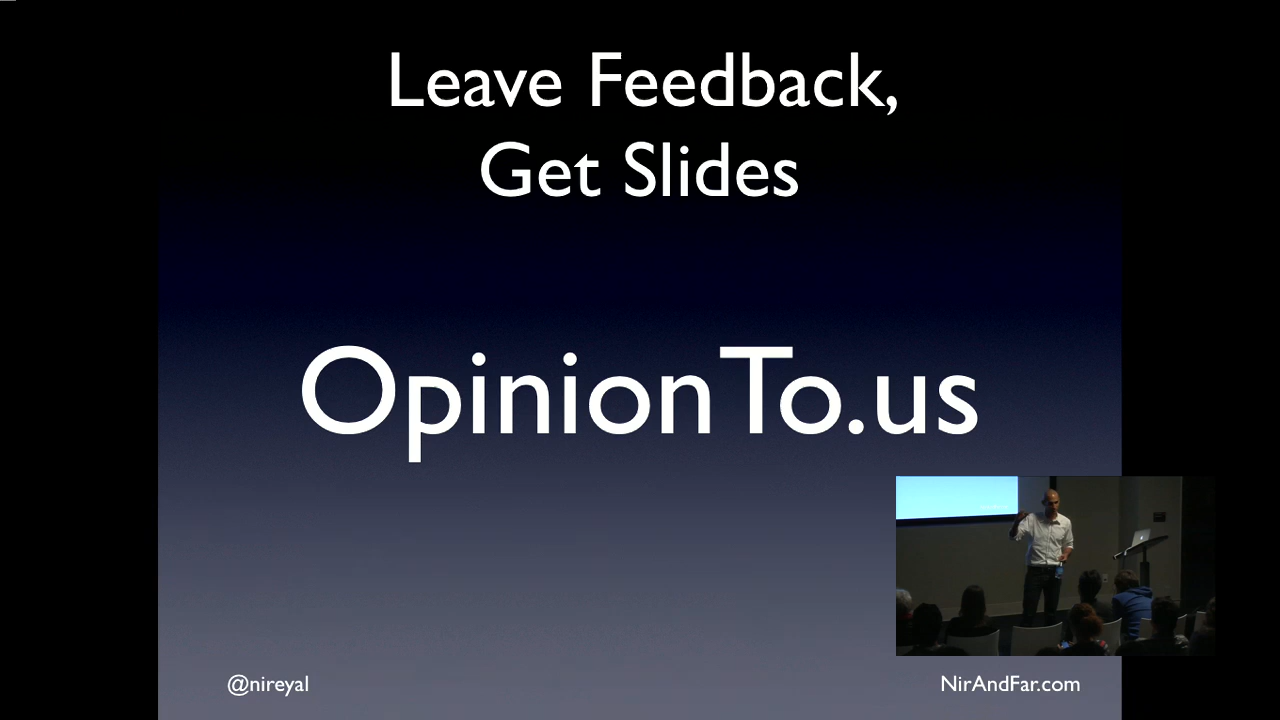 Leave Feedback,
Get Slides
OpinionTo.us
@nireyal
NirAndFar.com